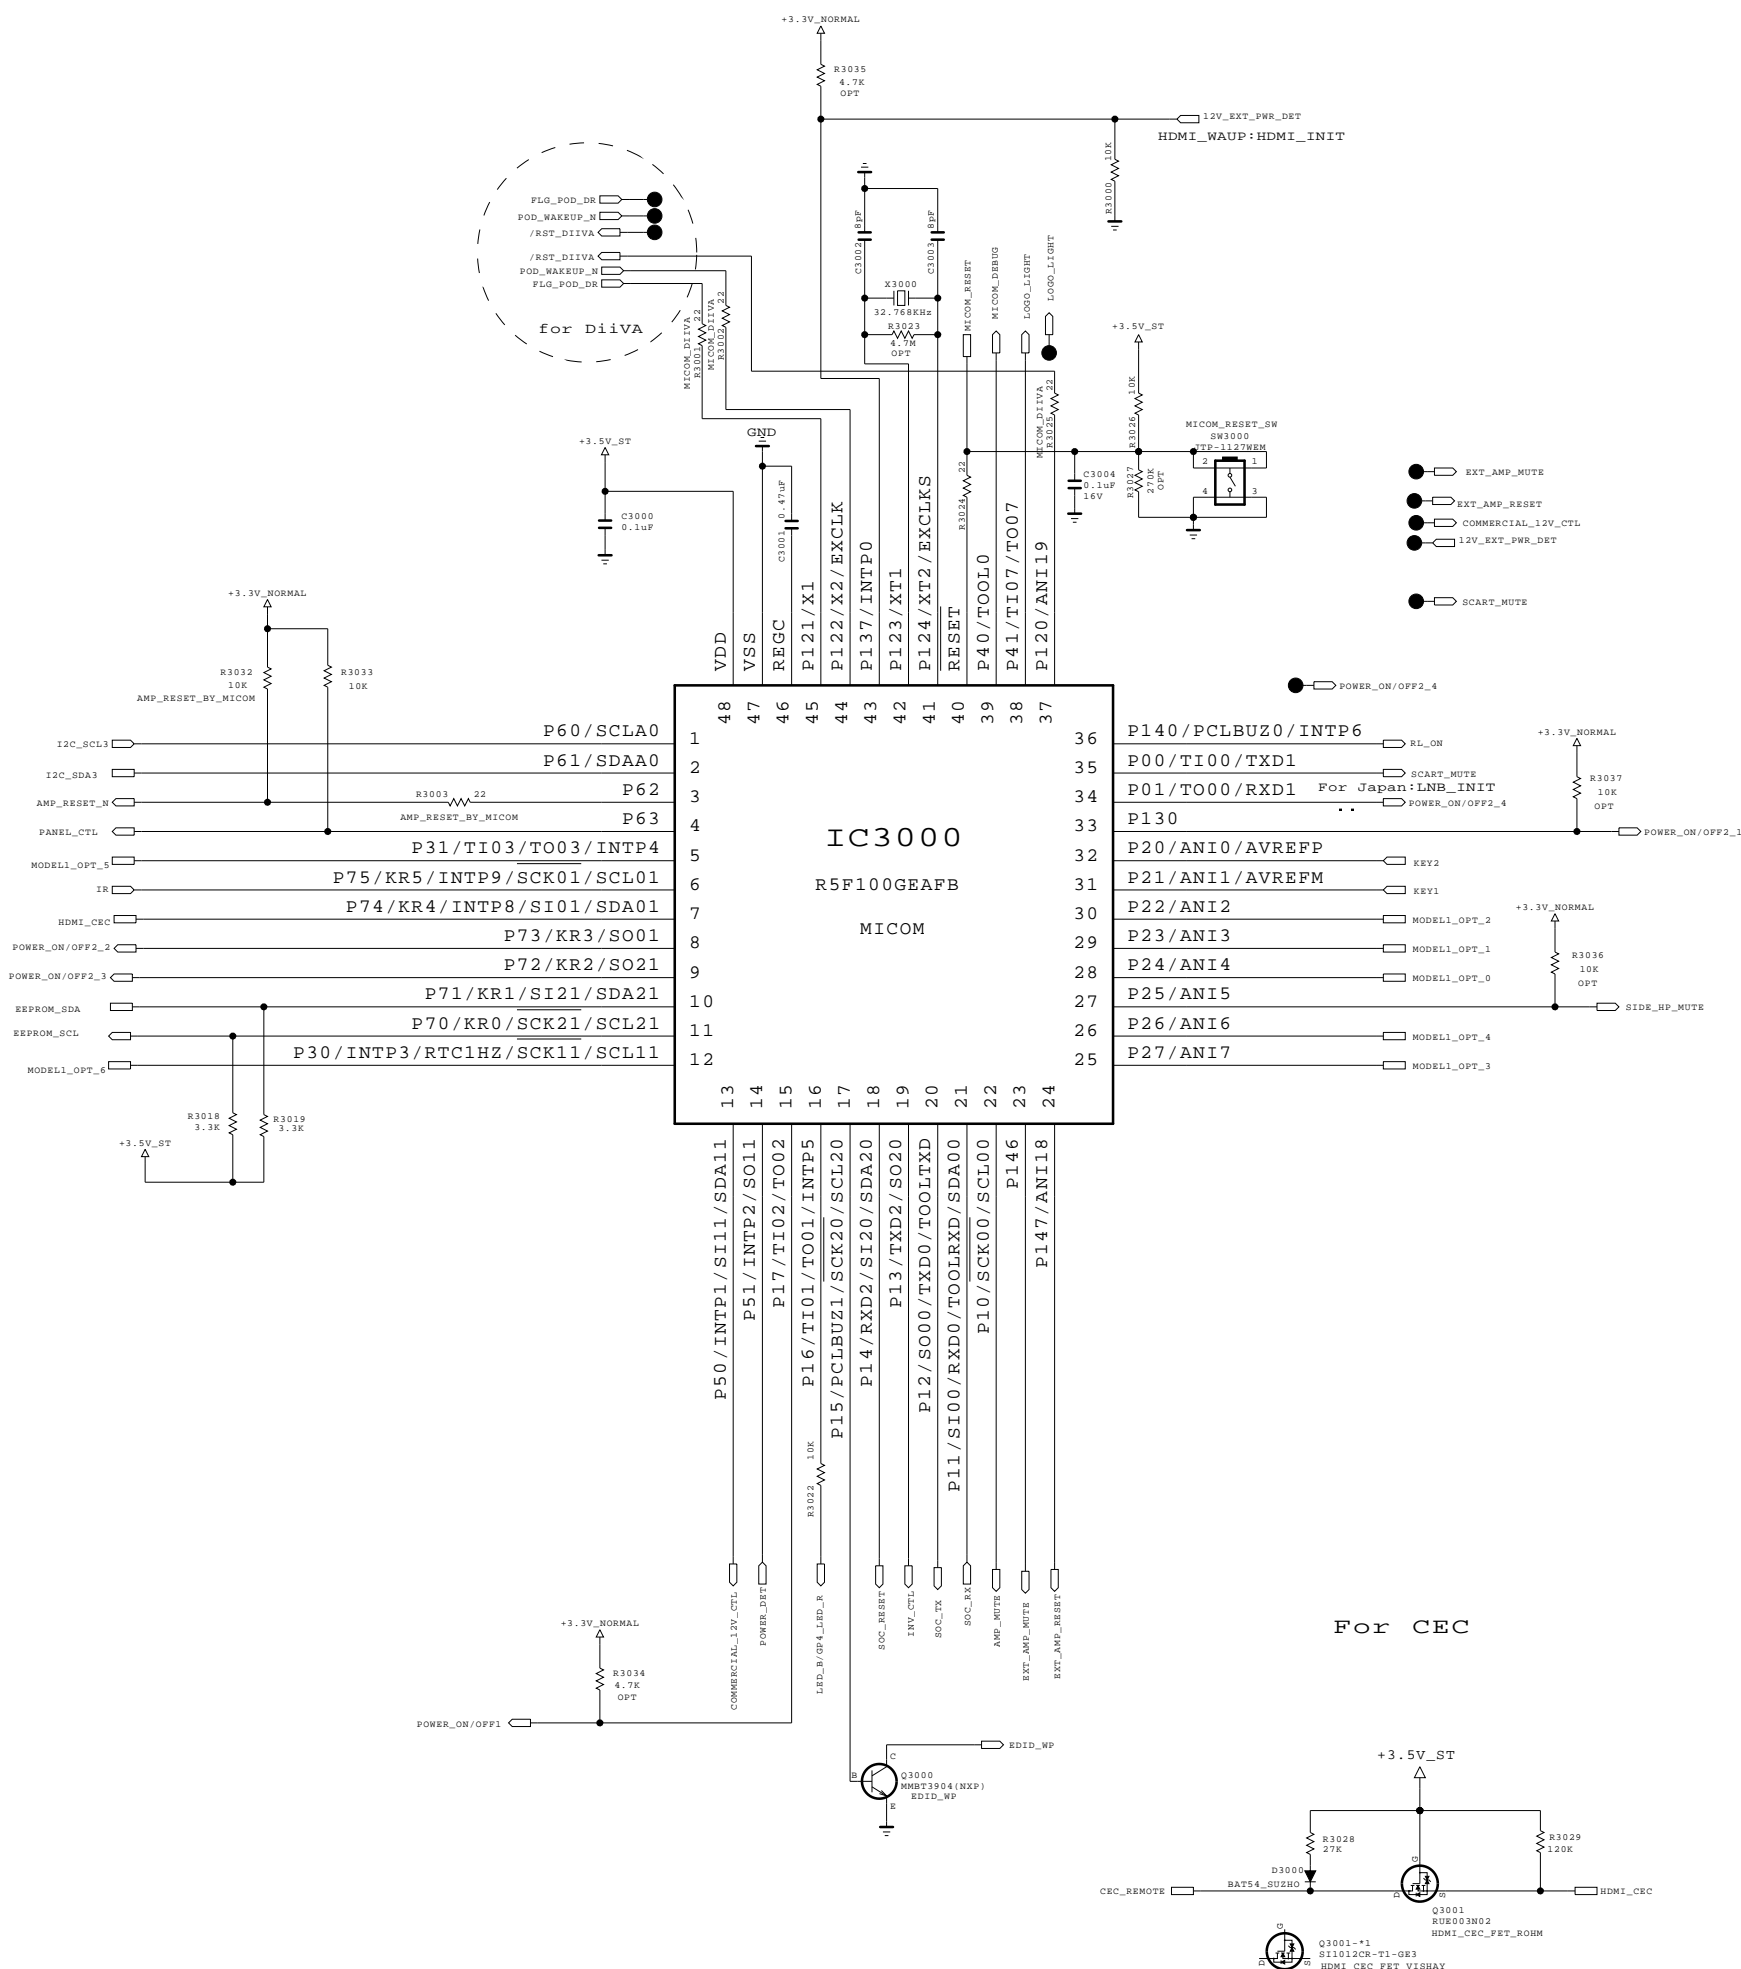 +3.3V_NORMAL
R3035
4.7K
OPT
12V_EXT_PWR_DET
HDMI_WAUP:HDMI_INIT
10K
R3000
FLG_POD_DR
POD_WAKEUP_N
/RST_DIIVA
/RST_DIIVA
POD_WAKEUP_N
FLG_POD_DR
for DiiVA
MICOM_DIIVA
R3001
22
MICOM_DIIVA
R3002
22
C3002
8pF
C3003
8pF
X3000
32.768KHz
R3023
4.7M
OPT
MICOM_RESET
MICOM_DEBUG
LOGO_LIGHT
LOGO_LIGHT
+3.5V_ST
10K
R3026
MICOM_DIIVA
R3025
22
MICOM_RESET_SW
SW3000
JTP-1127WEM
2
1
4
3
R3024
22
C3004
0.1uF
16V
R3027
270K
OPT
GND
+3.5V_ST
C3000
0.1uF
C3001
0.47uF
EXT_AMP_MUTE
EXT_AMP_RESET
COMMERCIAL_12V_CTL
12V_EXT_PWR_DET
SCART_MUTE
POWER_ON/OFF2_4
VDD
VSS
REGC
P121/X1
P122/X2/EXCLK
P137/INTP0
P123/XT1
P124/XT2/EXCLKS
RESET
P40/TOOL0
P41/TI07/TO07
P120/ANI19
48
47
46
45
44
43
42
41
40
39
38
37
+3.3V_NORMAL
R3032
10K
AMP_RESET_BY_MICOM
R3033
10K
I2C_SCL3
P60/SCLA0
1
I2C_SDA3
P61/SDAA0
2
AMP_RESET_N
R3003
22
AMP_RESET_BY_MICOM
P62
3
PANEL_CTL
P63
4
MODEL1_OPT_5
P31/TI03/TO03/INTP4
5
IR
P75/KR5/INTP9/SCK01/SCL01
6
HDMI_CEC
P74/KR4/INTP8/SI01/SDA01
7
POWER_ON/OFF2_2
P73/KR3/SO01
8
POWER_ON/OFF2_3
P72/KR2/SO21
9
EEPROM_SDA
P71/KR1/SI21/SDA21
10
EEPROM_SCL
P70/KR0/SCK21/SCL21
11
MODEL1_OPT_6
P30/INTP3/RTC1HZ/SCK11/SCL11
12
IC3000
R5F100GEAFB
MICOM
36
P140/PCLBUZ0/INTP6
RL_ON
35
P00/TI00/TXD1
SCART_MUTE
34
P01/TO00/RXD1
For Japan:LNB_INIT
POWER_ON/OFF2_4
33
P130
POWER_ON/OFF2_1
+3.3V_NORMAL
R3037
10K
OPT
32
P20/ANI0/AVREFP
KEY2
31
P21/ANI1/AVREFM
KEY1
30
P22/ANI2
MODEL1_OPT_2
29
P23/ANI3
MODEL1_OPT_1
28
P24/ANI4
MODEL1_OPT_0
+3.3V_NORMAL
R3036
10K
OPT
27
P25/ANI5
SIDE_HP_MUTE
26
P26/ANI6
MODEL1_OPT_4
25
P27/ANI7
MODEL1_OPT_3
R3018
3.3K
R3019
3.3K
+3.5V_ST
13
14
15
16
17
18
19
20
21
22
23
24
P50/INTP1/SI11/SDA11
P51/INTP2/SO11
P17/TI02/TO02
P16/TI01/TO01/INTP5
P15/PCLBUZ1/SCK20/SCL20
P14/RXD2/SI20/SDA20
P13/TXD2/SO20
P12/SO00/TXD0/TOOLTXD
P11/SI00/RXD0/TOOLRXD/SDA00
P10/SCK00/SCL00
P146
P147/ANI18
R3022
10K
COMMERCIAL_12V_CTL
POWER_DET
LED_B/GP4_LED_R
SOC_RESET
INV_CTL
SOC_TX
SOC_RX
AMP_MUTE
EXT_AMP_MUTE
EXT_AMP_RESET
+3.3V_NORMAL
R3034
4.7K
OPT
POWER_ON/OFF1
EDID_WP
C
B
E
Q3000
MMBT3904(NXP)
EDID_WP
For CEC
+3.5V_ST
R3028
27K
R3029
120K
D3000
BAT54_SUZHO
CEC_REMOTE
HDMI_CEC
G
D
S
Q3001
RUE003N02
HDMI_CEC_FET_ROHM
G
D
S
Q3001-*1
SI1012CR-T1-GE3
HDMI_CEC_FET_VISHAY